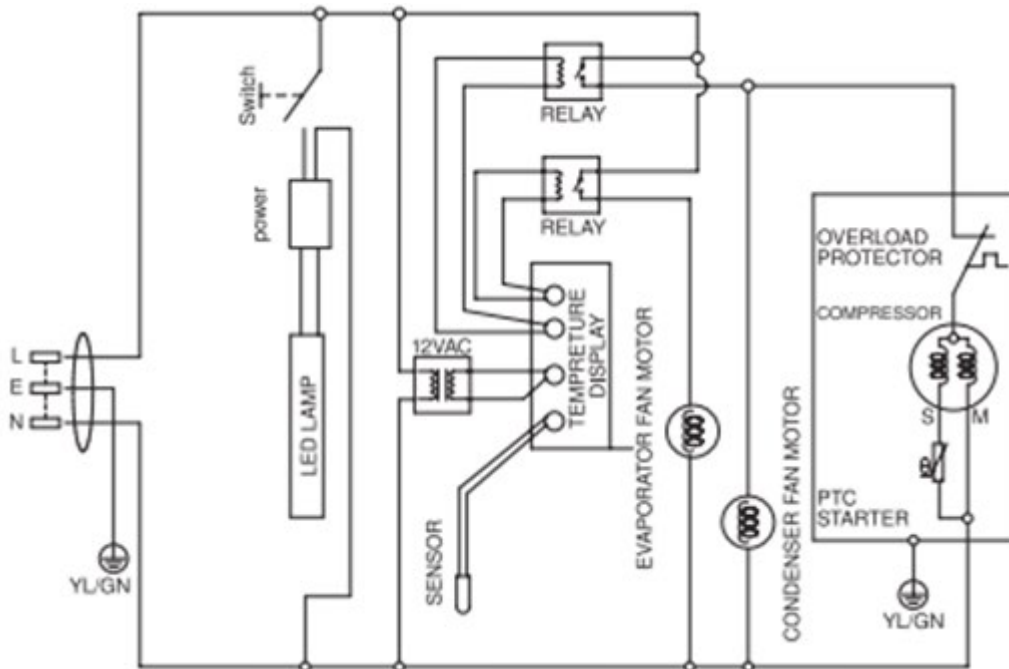 Switch
power
LED LAMP
L
E
N
YL/GN
RELAY
RELAY
12VAC
TEMPRETURE
DISPLAY
SENSOR
EVAPORATOR FAN MOTOR
CONDENSER FAN MOTOR
OVERLOAD
PROTECTOR
COMPRESSOR
S M
PTC
STARTER
YL/GN